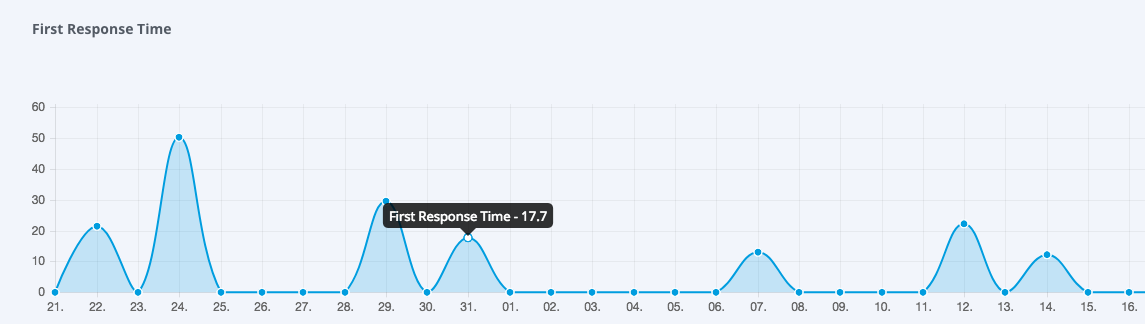 First Response Time
60
50
40
30
First Response Time - 17,7
20
10
0
21. 22. 23. 24. 25. 26. 27. 28. 29. 30. 31. 01. 02. 03. 04. 05. 06. 07. 08. 09. 10. 11. 12. 13. 14. 15. 16.